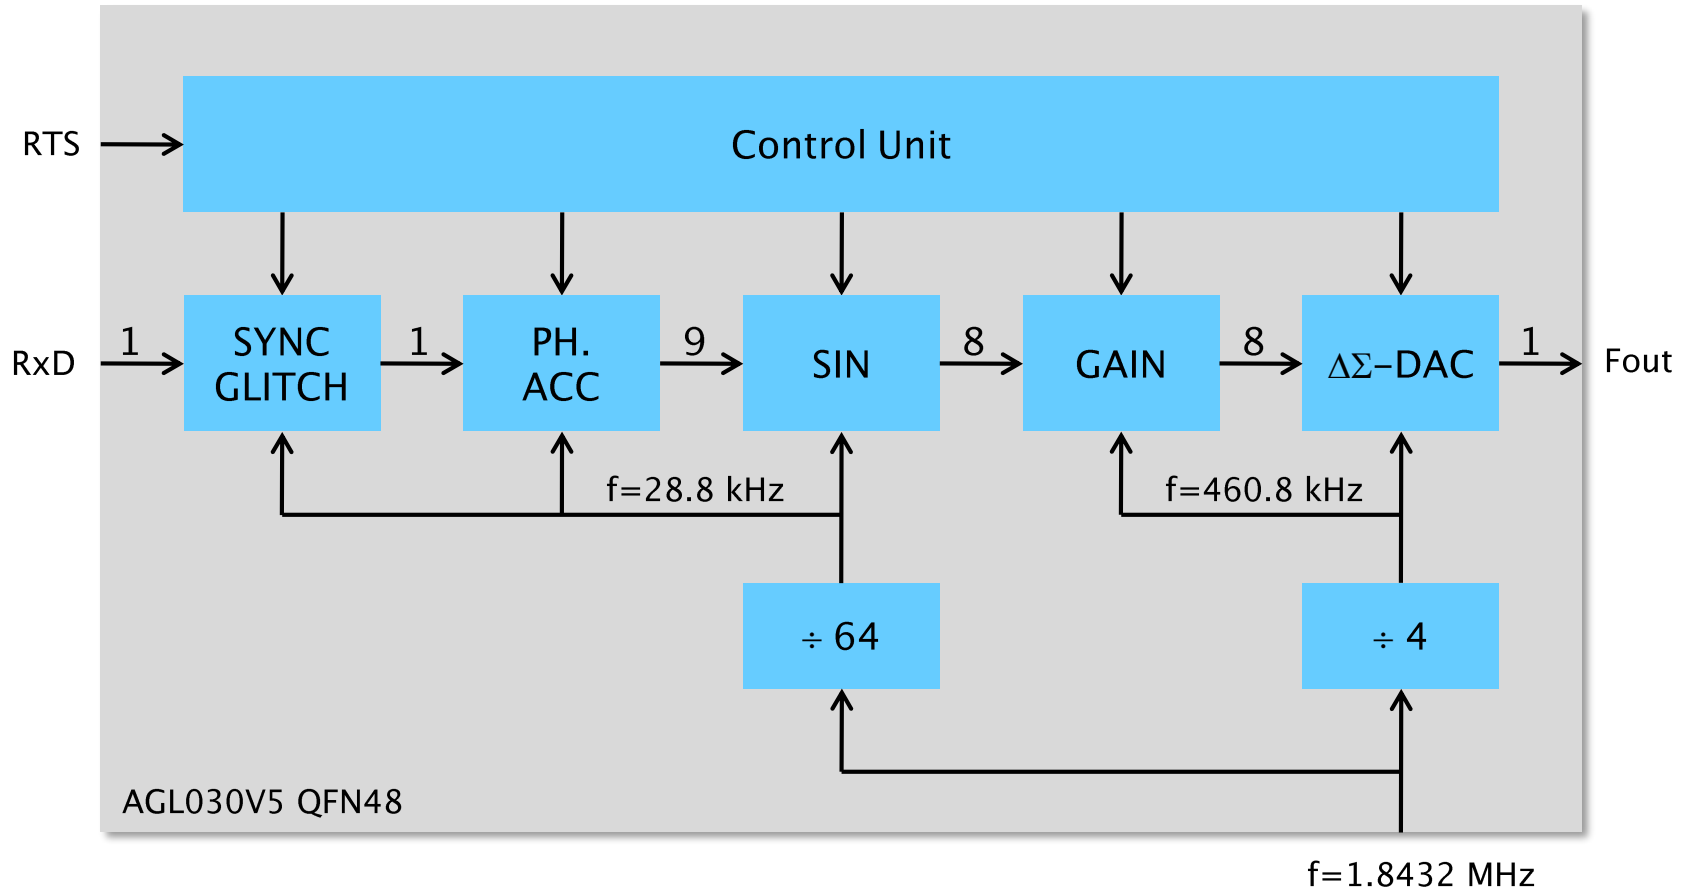 RTS
Control Unit
RxD
1
SYNC
GLITCH
1
PH.
ACC
9
SIN
8
GAIN
8
ΔΣ-DAC
1
Fout
f=28.8 kHz
f=460.8 kHz
÷ 64
÷ 4
AGL030V5 QFN48
f=1.8432 MHz